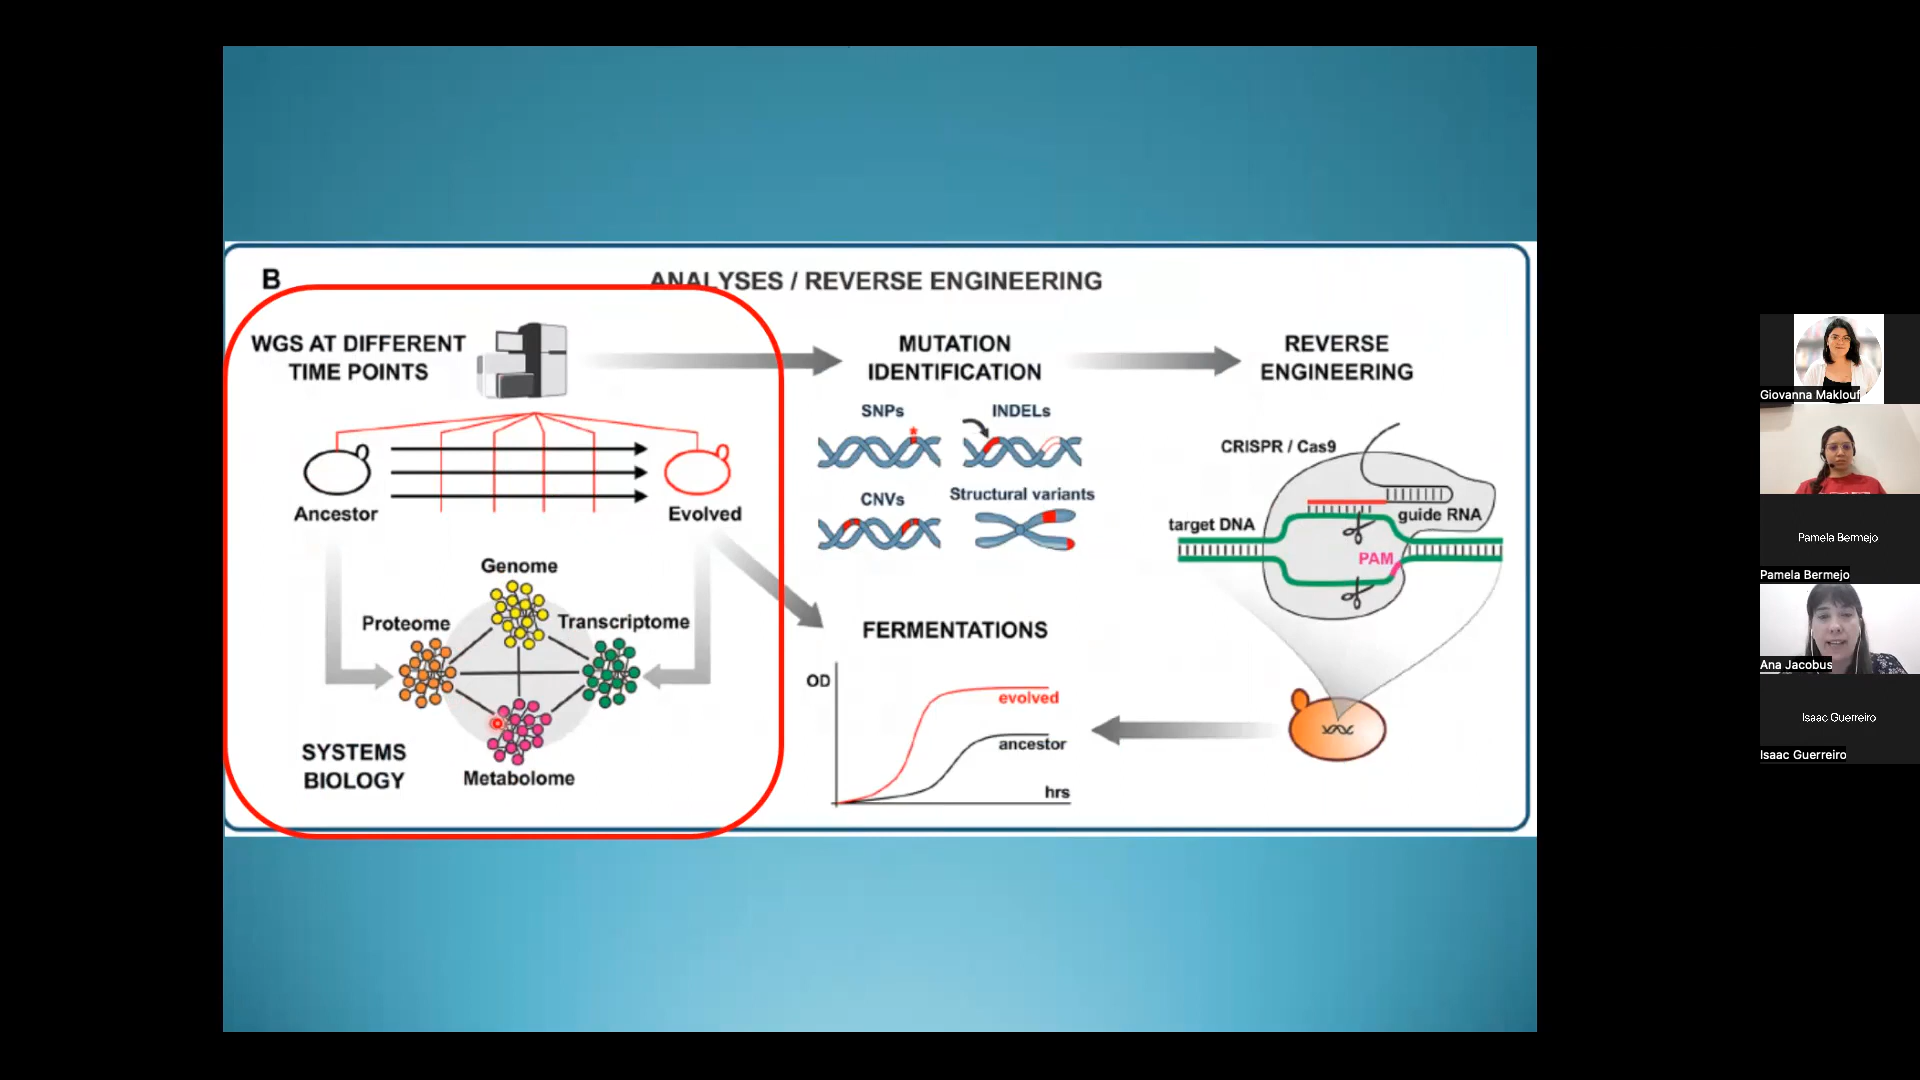 B
ANALYSES / REVERSE ENGINEERING
WGS AT DIFFERENT
TIME POINTS
Ancestor
Evolved
Genome
Proteome
Transcriptome
SYSTEMS
BIOLOGY
Metabolome
MUTATION
IDENTIFICATION
SNPs
INDELs
CNVs
Structural variants
FERMENTATIONS
OD
evolved
ancestor
hrs
REVERSE
ENGINEERING
CRISPR / Cas9
target DNA
guide RNA
PAM
Giovanna Maklouf
Pamela Bermejo
Pamela Bermejo
Ana Jacobus
Isaac Guerreiro
Isaac Guerreiro